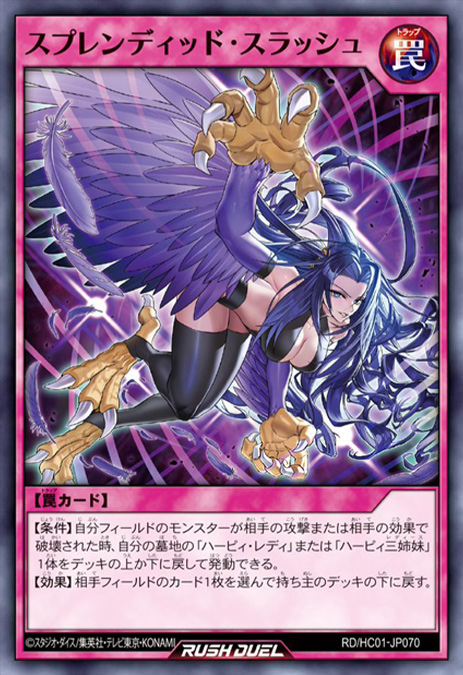 スプレンディッド・スラッシュ
トラップ
罠
トラップ
【罠カード】
【条件】自分フィールドのモンスターが相手の攻撃または相手の効果で
破壊された時、自分の墓地の「ハーピィ・レディ」または「ハーピィ三姉妹」
1体をデッキの上か下に戻して発動できる。
【効果】相手フィールドのカード1枚を選んで持ち主のデッキの下に戻す。
©スタジオ・ダイス/集英社・テレビ東京・KONAMI
RUSH DUEL
RD/HC01-JP070